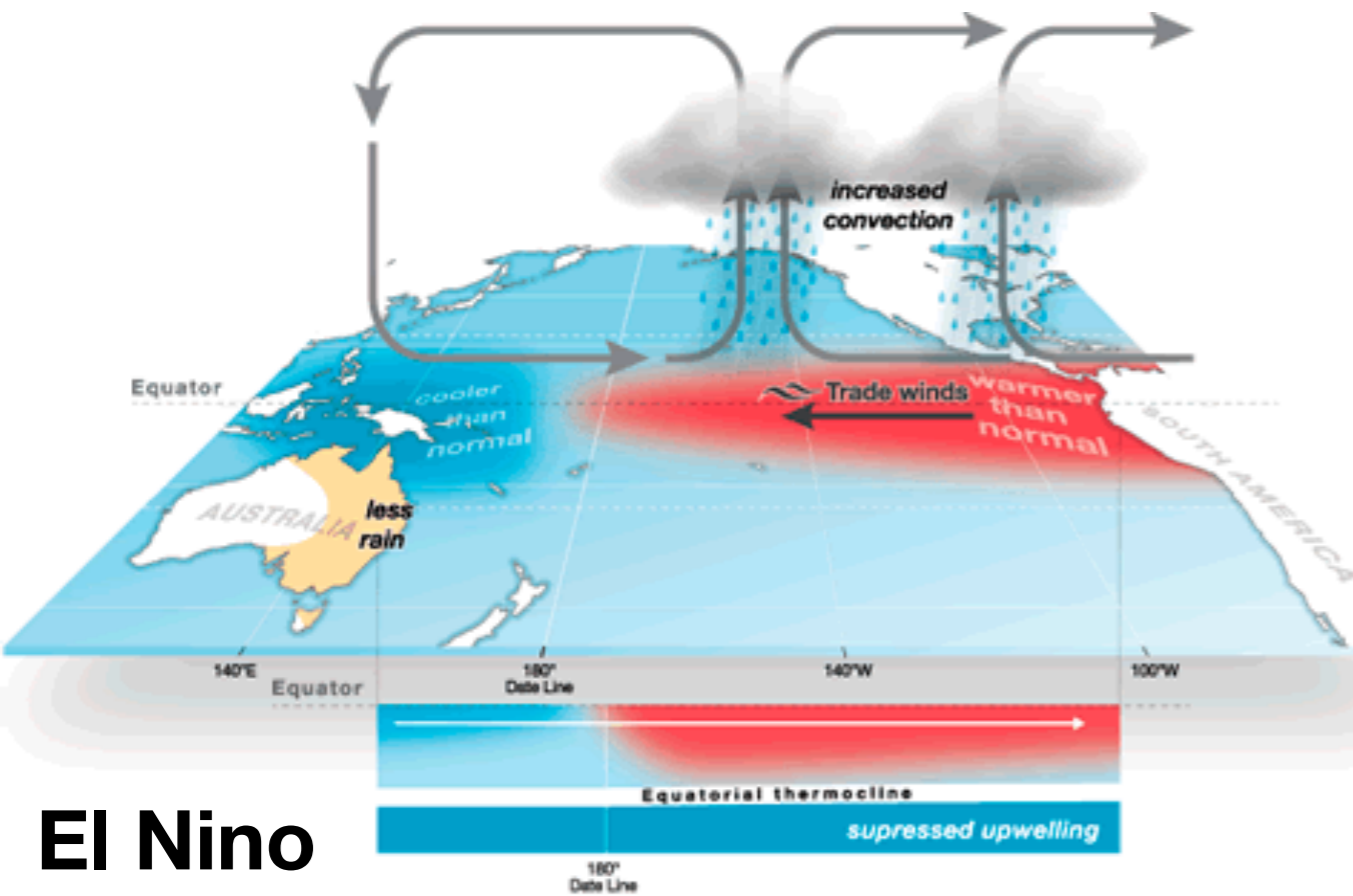 increased
convection
Equator
cooler
than
normal
Trade winds
warmer
than
normal
SOUTH AMERICA
AUSTRALIA
less
rain
140°E
180°
Date Line
140°W
100°W
Equator
Equatorial thermocline
supressed upwelling
El Nino
180°
Date Line